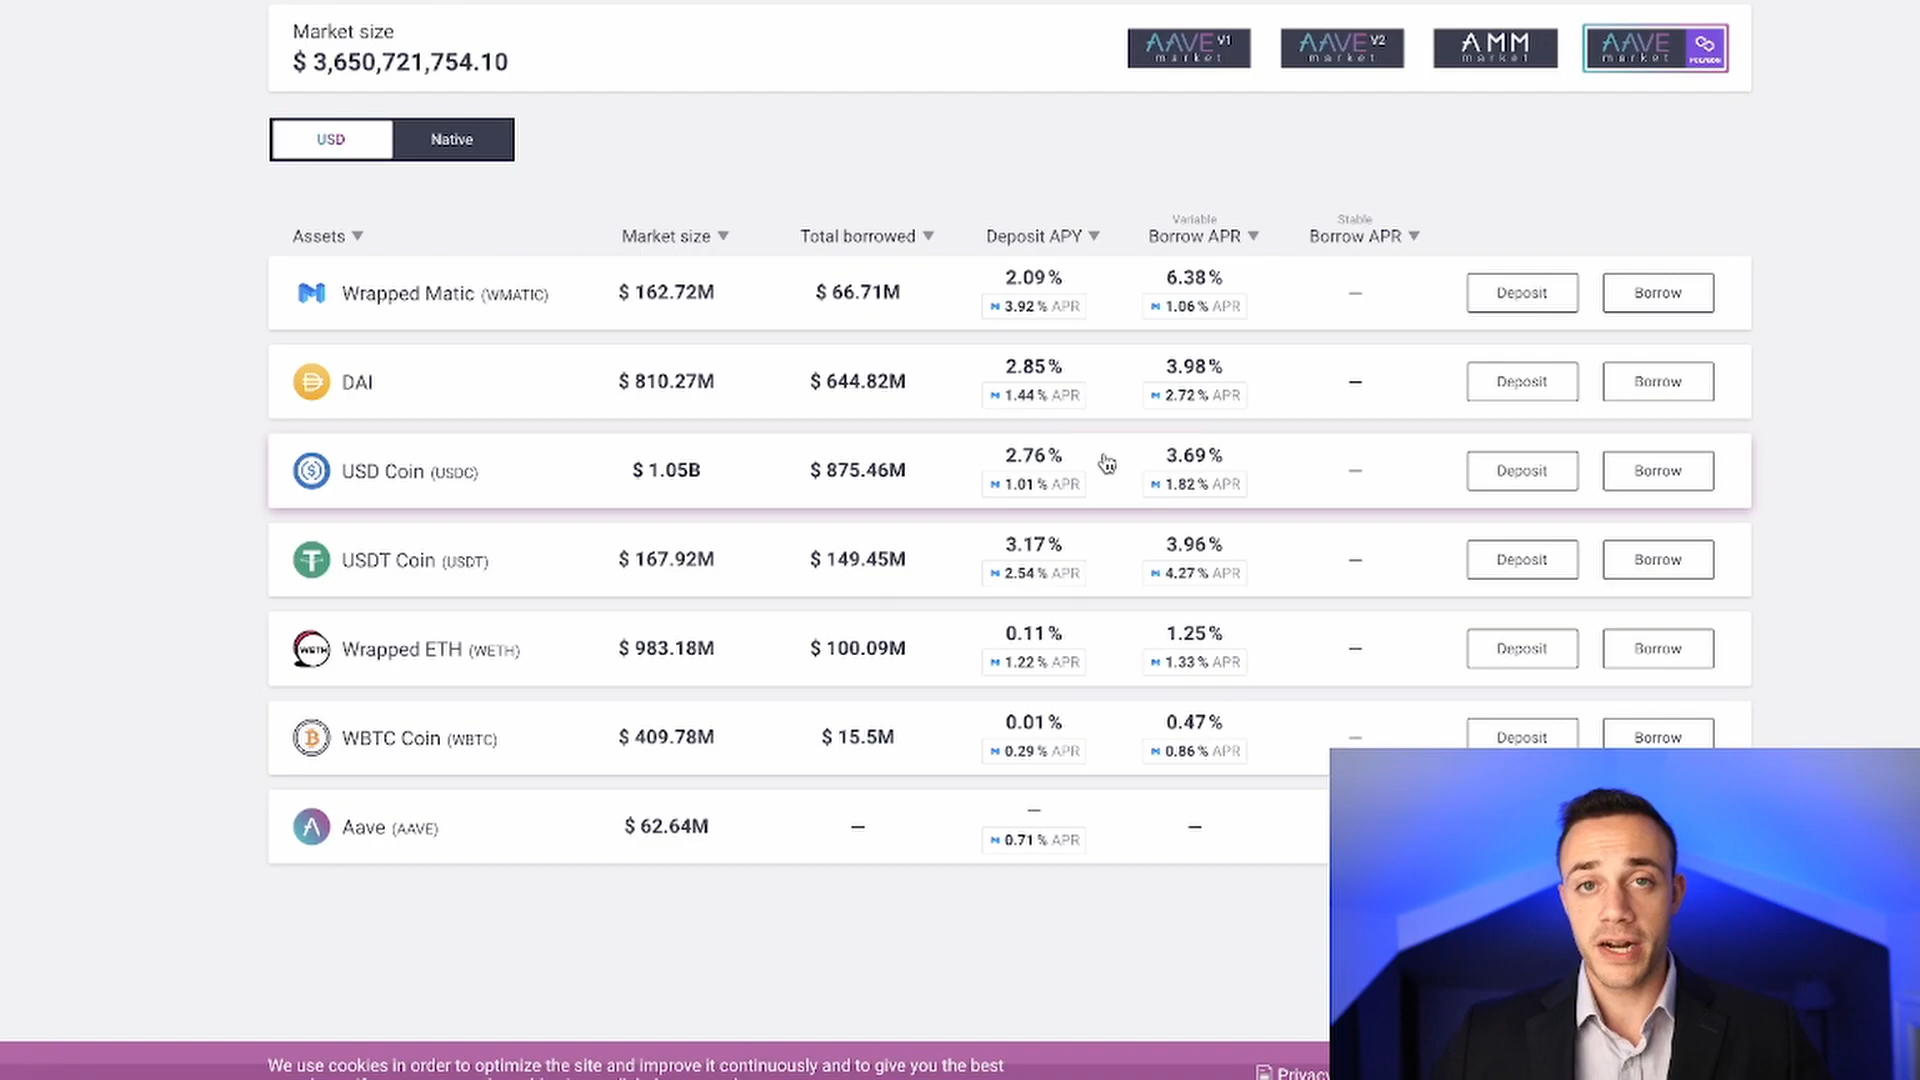 Market size
$ 3,650,721,754.10
AAVE V1 market
AAVE V2 market
AMM market
AAVE market POLYGON
USD Native
Assets Market size Total borrowed Deposit APY Variable Borrow APR Stable Borrow APR
Wrapped Matic (WMATIC) $ 162.72M $ 66.71M 2.09 % 6.38 % — Deposit Borrow
3.92 % APR 1.06 % APR
DAI $ 810.27M $ 644.82M 2.85 % 3.98 % — Deposit Borrow
1.44 % APR 2.72 % APR
USD Coin (USDC) $ 1.05B $ 875.46M 2.76 % 3.69 % — Deposit Borrow
1.01 % APR 1.82 % APR
USDT Coin (USDT) $ 167.92M $ 149.45M 3.17 % 3.96 % — Deposit Borrow
2.54 % APR 4.27 % APR
WETH Wrapped ETH (WETH) $ 983.18M $ 100.09M 0.11 % 1.25 % — Deposit Borrow
1.22 % APR 1.33 % APR
WBTC Coin (WBTC) $ 409.78M $ 15.5M 0.01 % 0.47 % — Deposit Borrow
0.29 % APR 0.86 % APR
Aave (AAVE) $ 62.64M — — —
0.71 % APR
We use cookies in order to optimize the site and improve it continuously and to give you the best
Privacy